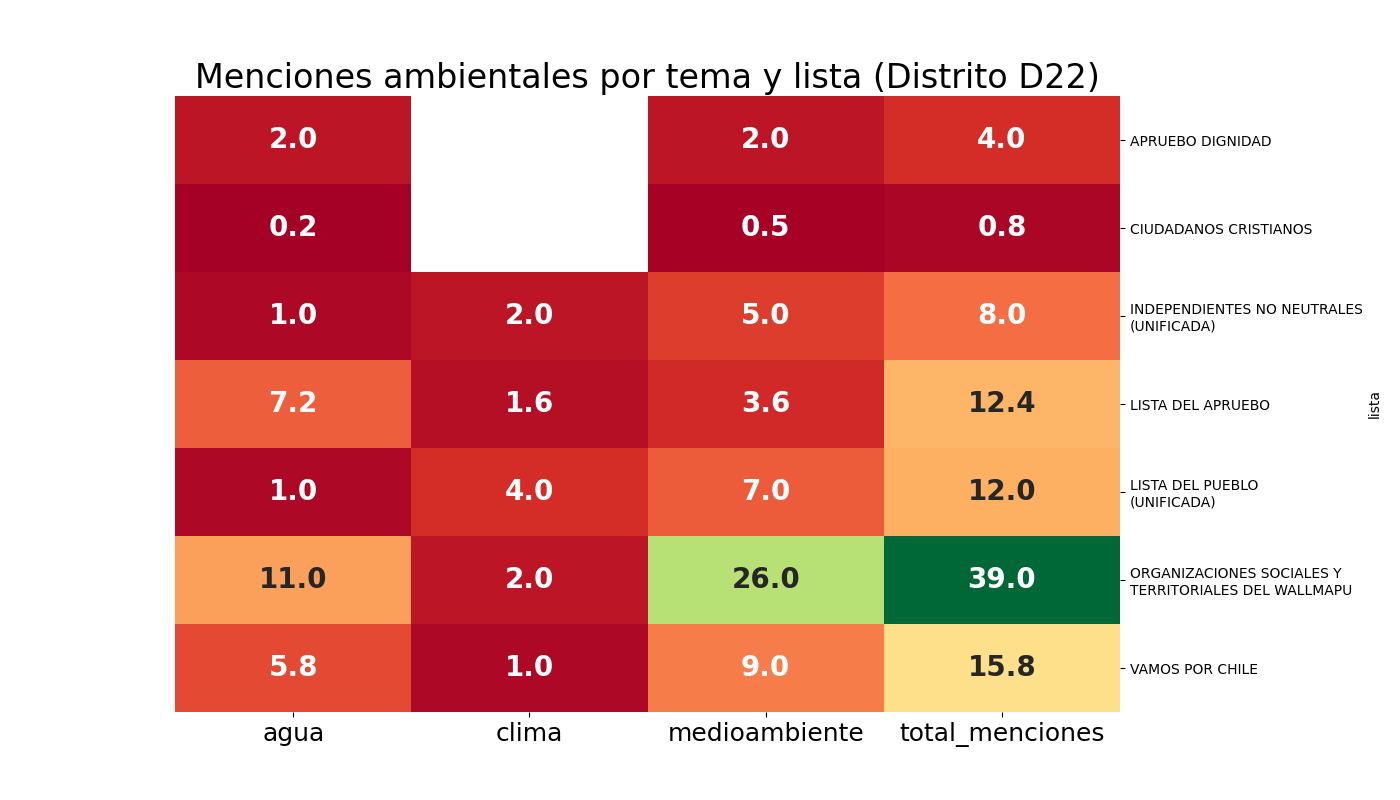 Menciones ambientales por tema y lista (Distrito D22)
2.0 2.0 4.0 APRUEBO DIGNIDAD
0.2 0.5 0.8 CIUDADANOS CRISTIANOS
1.0 2.0 5.0 8.0 INDEPENDIENTES NO NEUTRALES
(UNIFICADA)
7.2 1.6 3.6 12.4 LISTA DEL APRUEBO
lista
1.0 4.0 7.0 12.0 LISTA DEL PUEBLO
(UNIFICADA)
11.0 2.0 26.0 39.0 ORGANIZACIONES SOCIALES Y
TERRITORIALES DEL WALLMAPU
5.8 1.0 9.0 15.8 VAMOS POR CHILE
agua clima medioambiente total_menciones